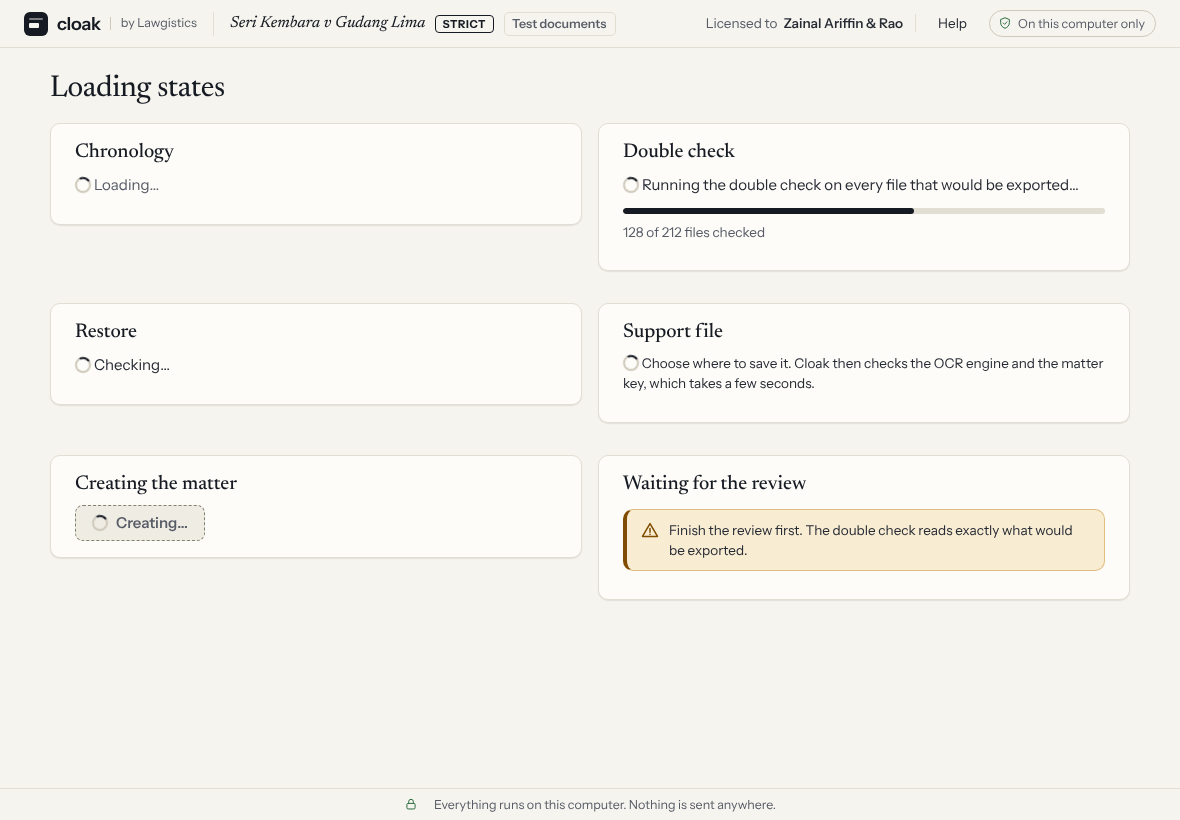 cloak by Lawgistics Seri Kembara v Gudang Lima STRICT Test documents Licensed to Zainal Ariffin & Rao Help On this computer only
Loading states
Chronology
Loading...
Double check
Running the double check on every file that would be exported...
128 of 212 files checked
Restore
Checking...
Support file
Choose where to save it. Cloak then checks the OCR engine and the matter
key, which takes a few seconds.
Creating the matter
Creating...
Waiting for the review
Finish the review first. The double check reads exactly what would
be exported.
Everything runs on this computer. Nothing is sent anywhere.